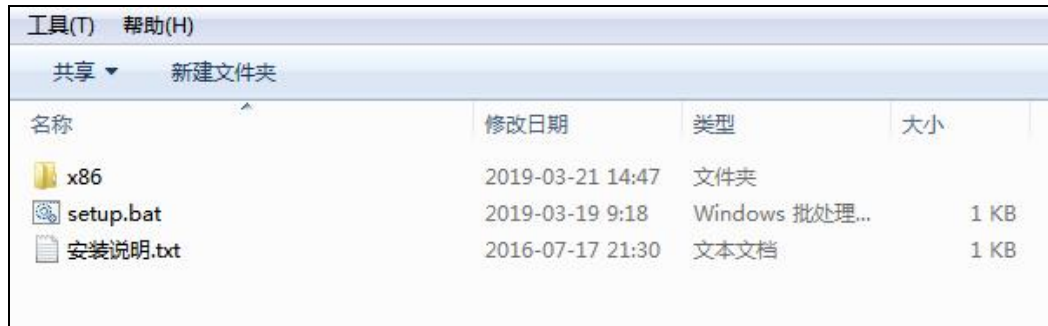 工具(T) 帮助(H)
共享 新建文件夹
名称 修改日期 类型 大小
x86 2019-03-21 14:47 文件夹
setup.bat 2019-03-19 9:18 Windows 批处理... 1 KB
安装说明.txt 2016-07-17 21:30 文本文档 1 KB